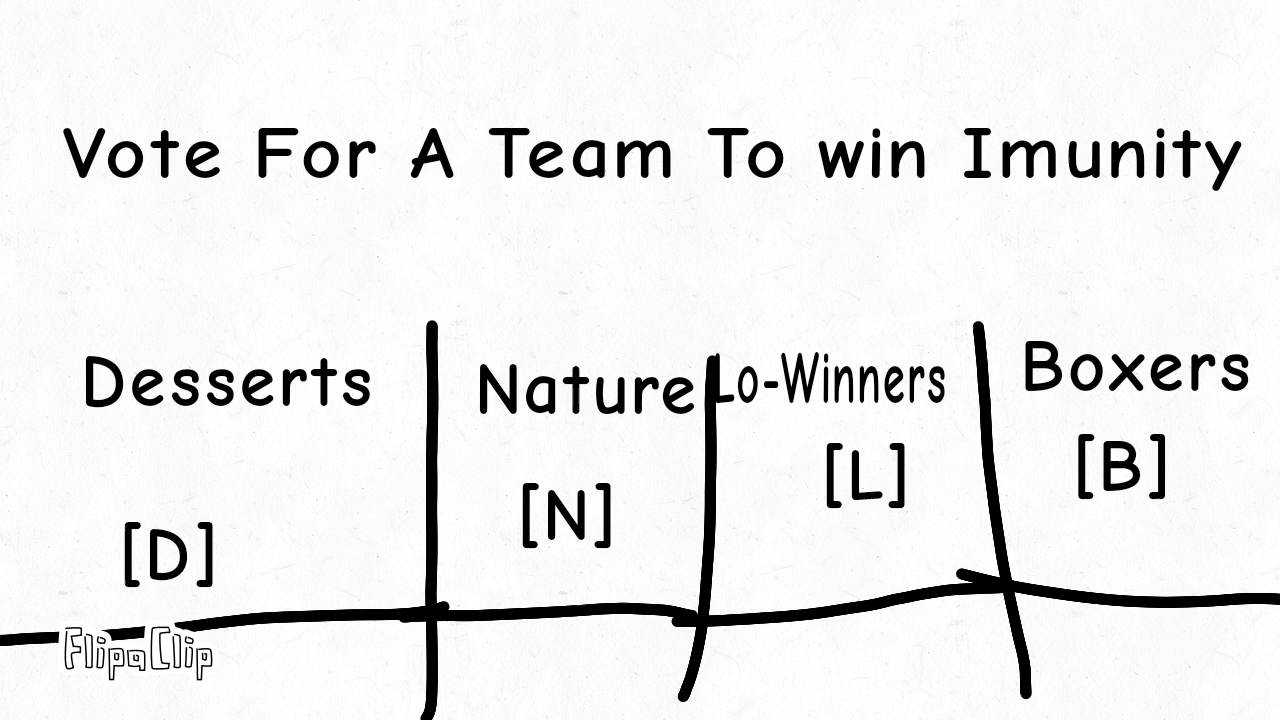 Vote For A Team To win Imunity
Desserts
Nature
Lo-Winners
Boxers
[D]
[N]
[L]
[B]
FlipaClip